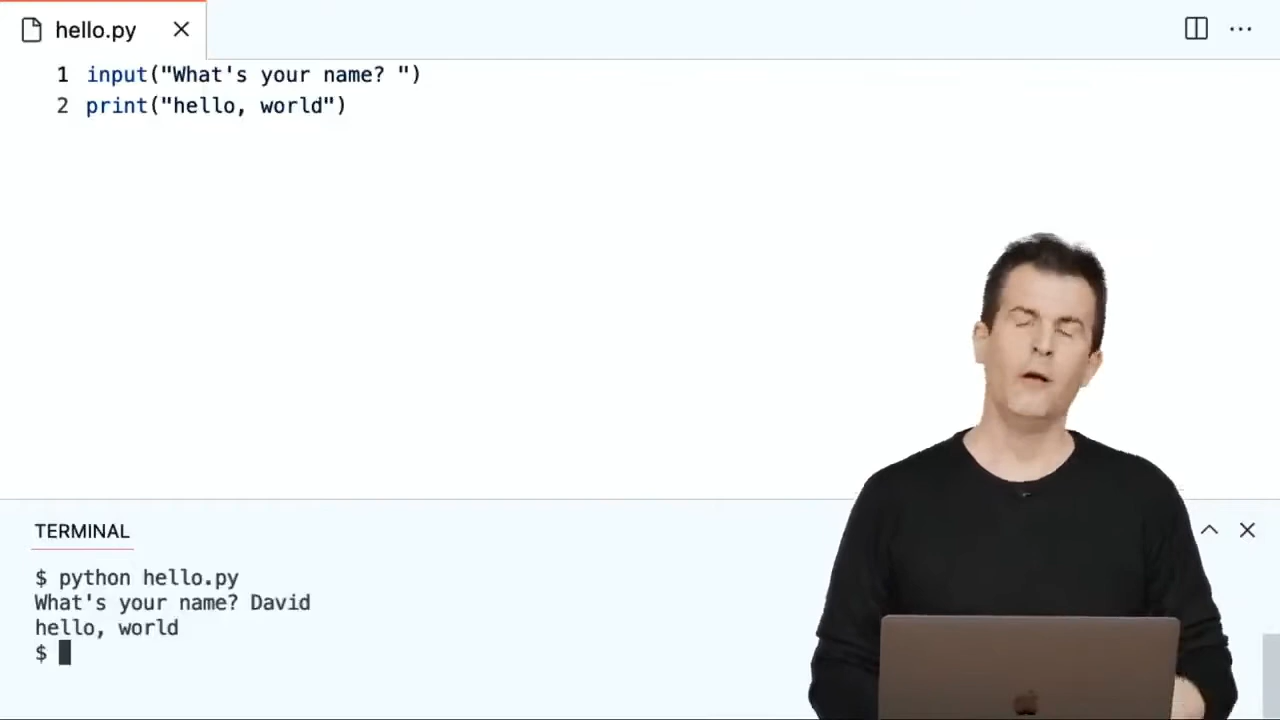 hello.py
1 input("What's your name? ")
2 print("hello, world")
TERMINAL
$ python hello.py
What's your name? David
hello, world
$